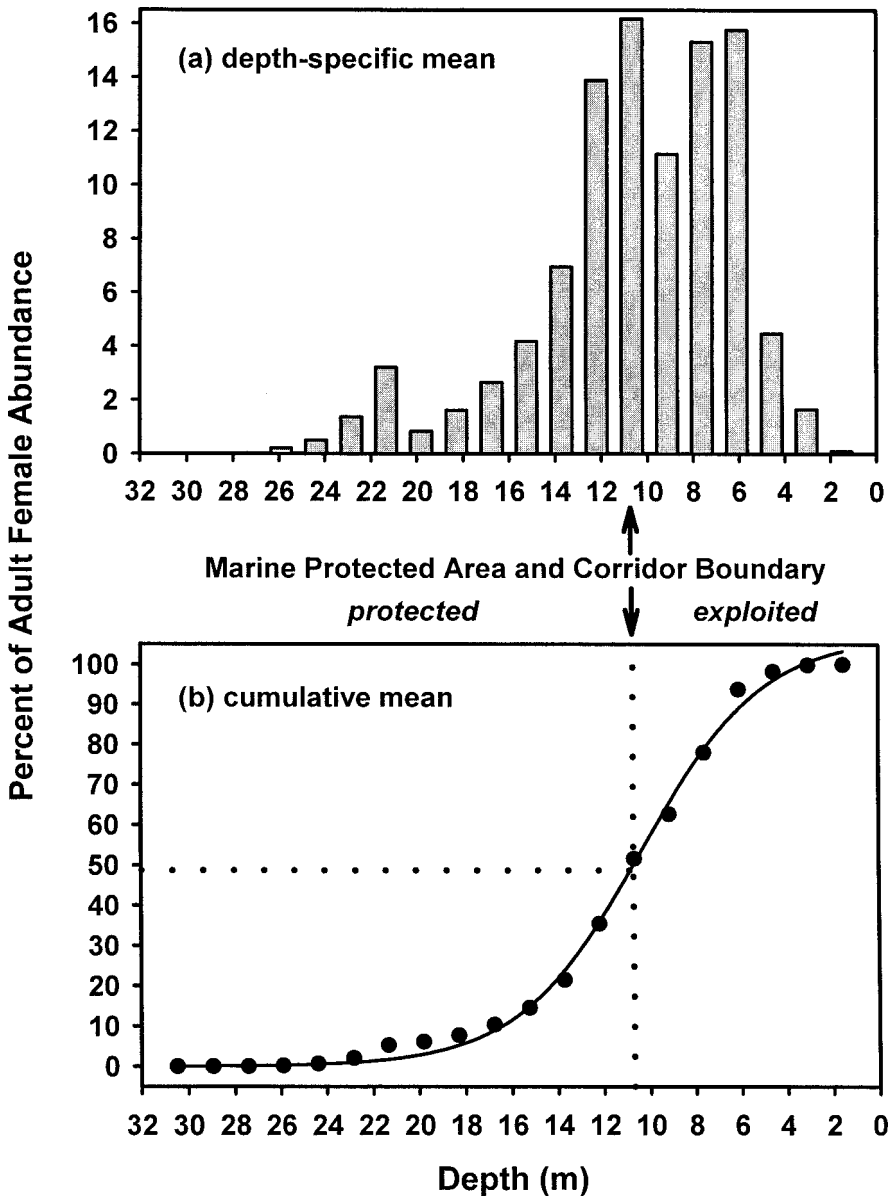 Percent of Adult Female Abundance
(a) depth-specific mean
16
14
12
10
8
6
4
2
0
32 30 28 26 24 22 20 18 16 14 12 10 8 6 4 2 0
Marine Protected Area and Corridor Boundary
protected exploited
(b) cumulative mean
100
90
80
70
60
50
40
30
20
10
0
32 30 28 26 24 22 20 18 16 14 12 10 8 6 4 2 0
Depth (m)